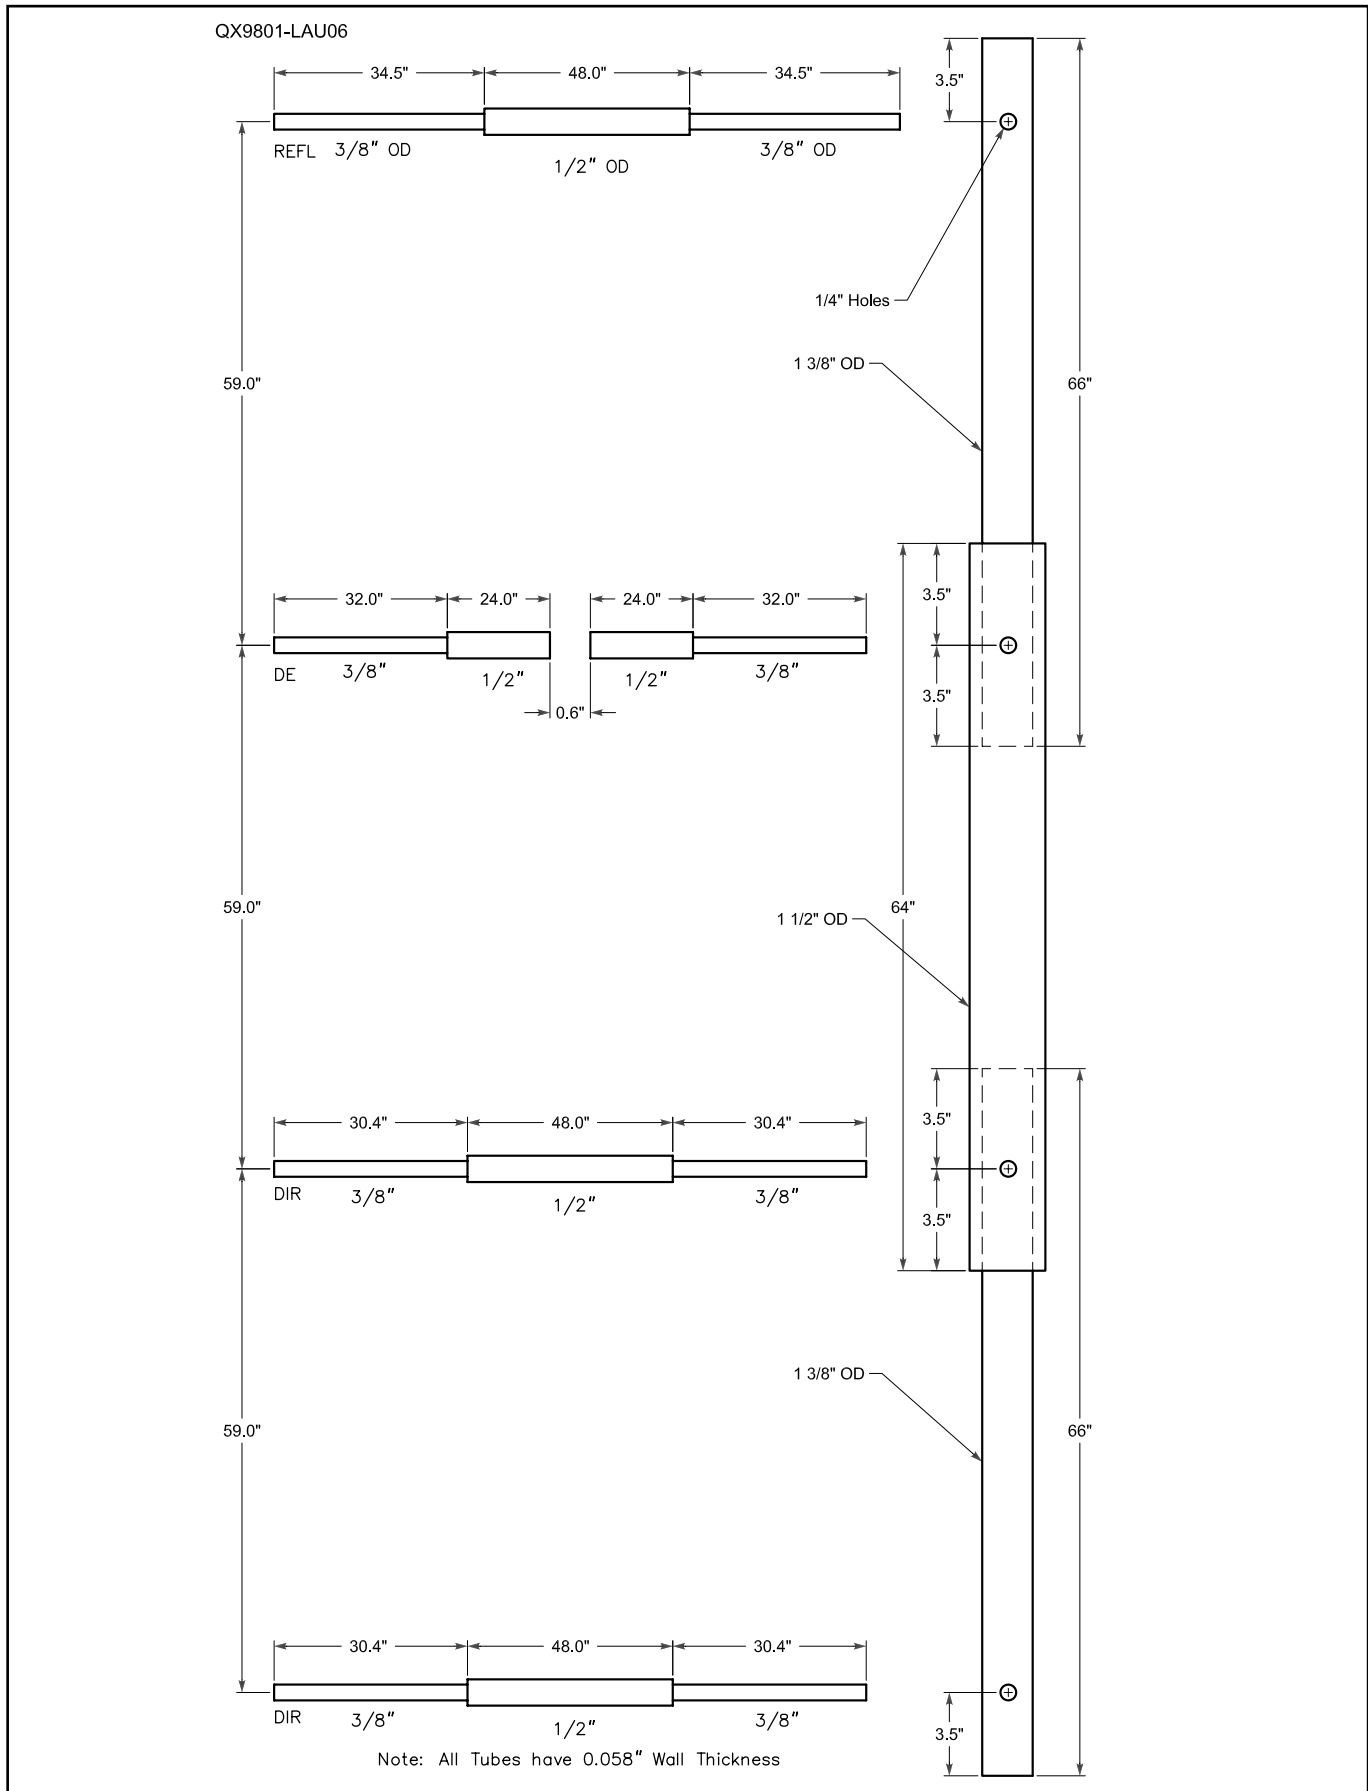 QX9801-LAU06
34.5" 48.0" 34.5"
3.5"
REFL 3/8" OD 1/2" OD 3/8" OD
1/4" Holes
1 3/8" OD
59.0"
66"
32.0" 24.0" 24.0" 32.0"
3.5"
DE 3/8" 1/2" 1/2" 3/8"
3.5"
0.6"
59.0"
64"
1 1/2" OD
30.4" 48.0" 30.4"
3.5"
DIR 3/8" 1/2" 3/8"
3.5"
1 3/8" OD
59.0"
66"
30.4" 48.0" 30.4"
DIR 3/8" 1/2" 3/8"
3.5"
Note: All Tubes have 0.058" Wall Thickness